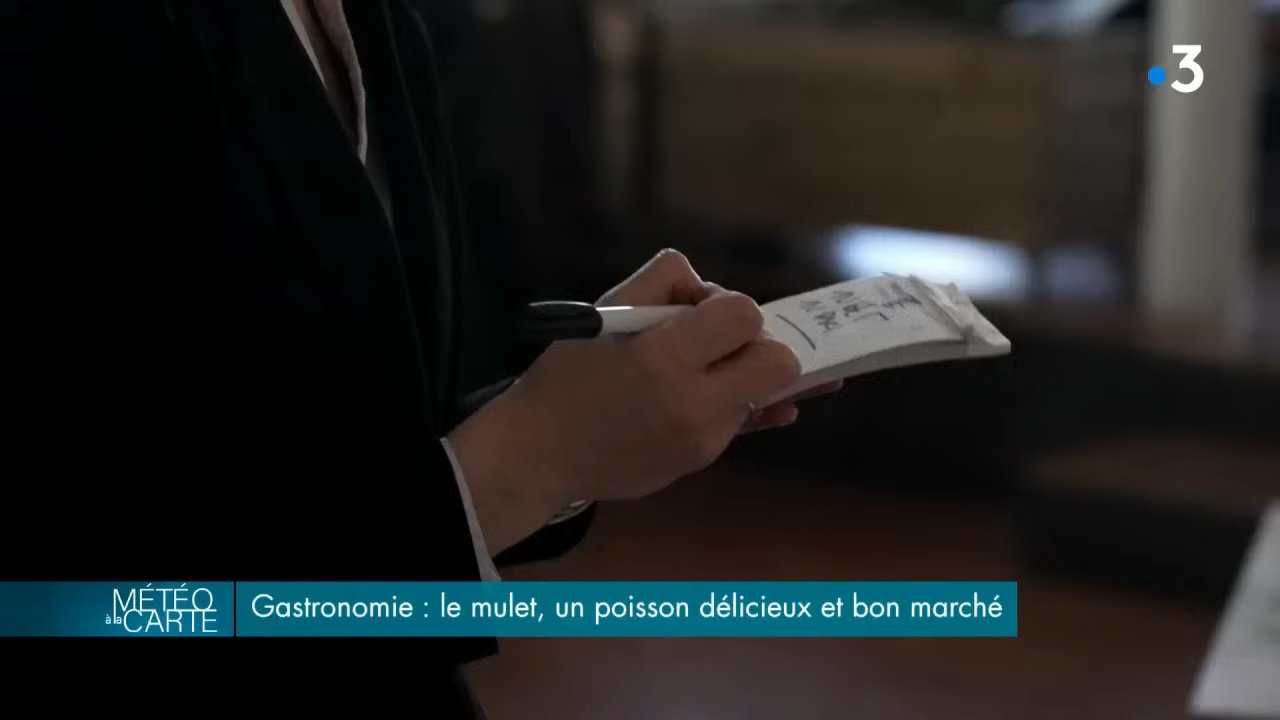 3
MÉTÉO
à la CARTE
Gastronomie : le mulet, un poisson délicieux et bon marché